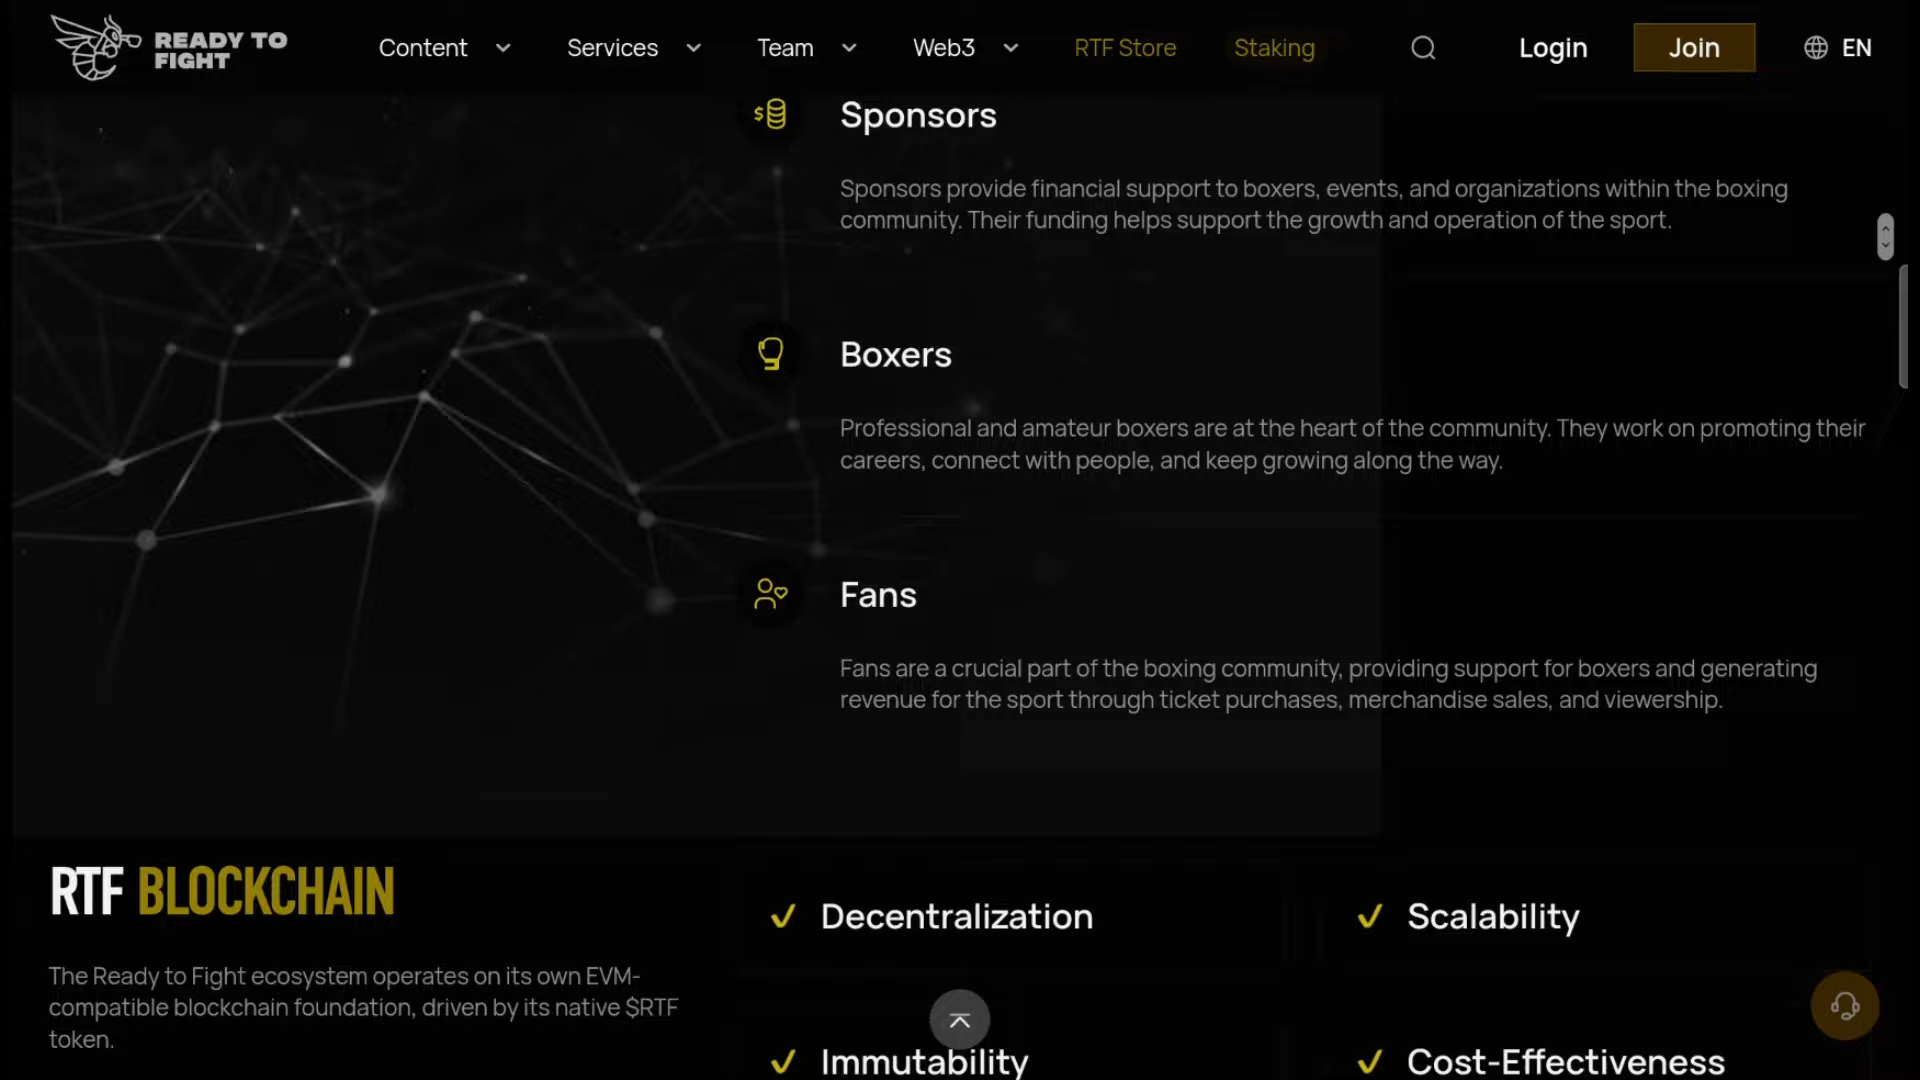 READY TO
FIGHT
Content
Services
Team
Web3
RTF Store
Staking
Login
Join
EN
Sponsors
Sponsors provide financial support to boxers, events, and organizations within the boxing
community. Their funding helps support the growth and operation of the sport.
Boxers
Professional and amateur boxers are at the heart of the community. They work on promoting their
careers, connect with people, and keep growing along the way.
Fans
Fans are a crucial part of the boxing community, providing support for boxers and generating
revenue for the sport through ticket purchases, merchandise sales, and viewership.
RTF BLOCKCHAIN
The Ready to Fight ecosystem operates on its own EVM-
compatible blockchain foundation, driven by its native $RTF
token.
Decentralization
Scalability
Immutability
Cost-Effectiveness